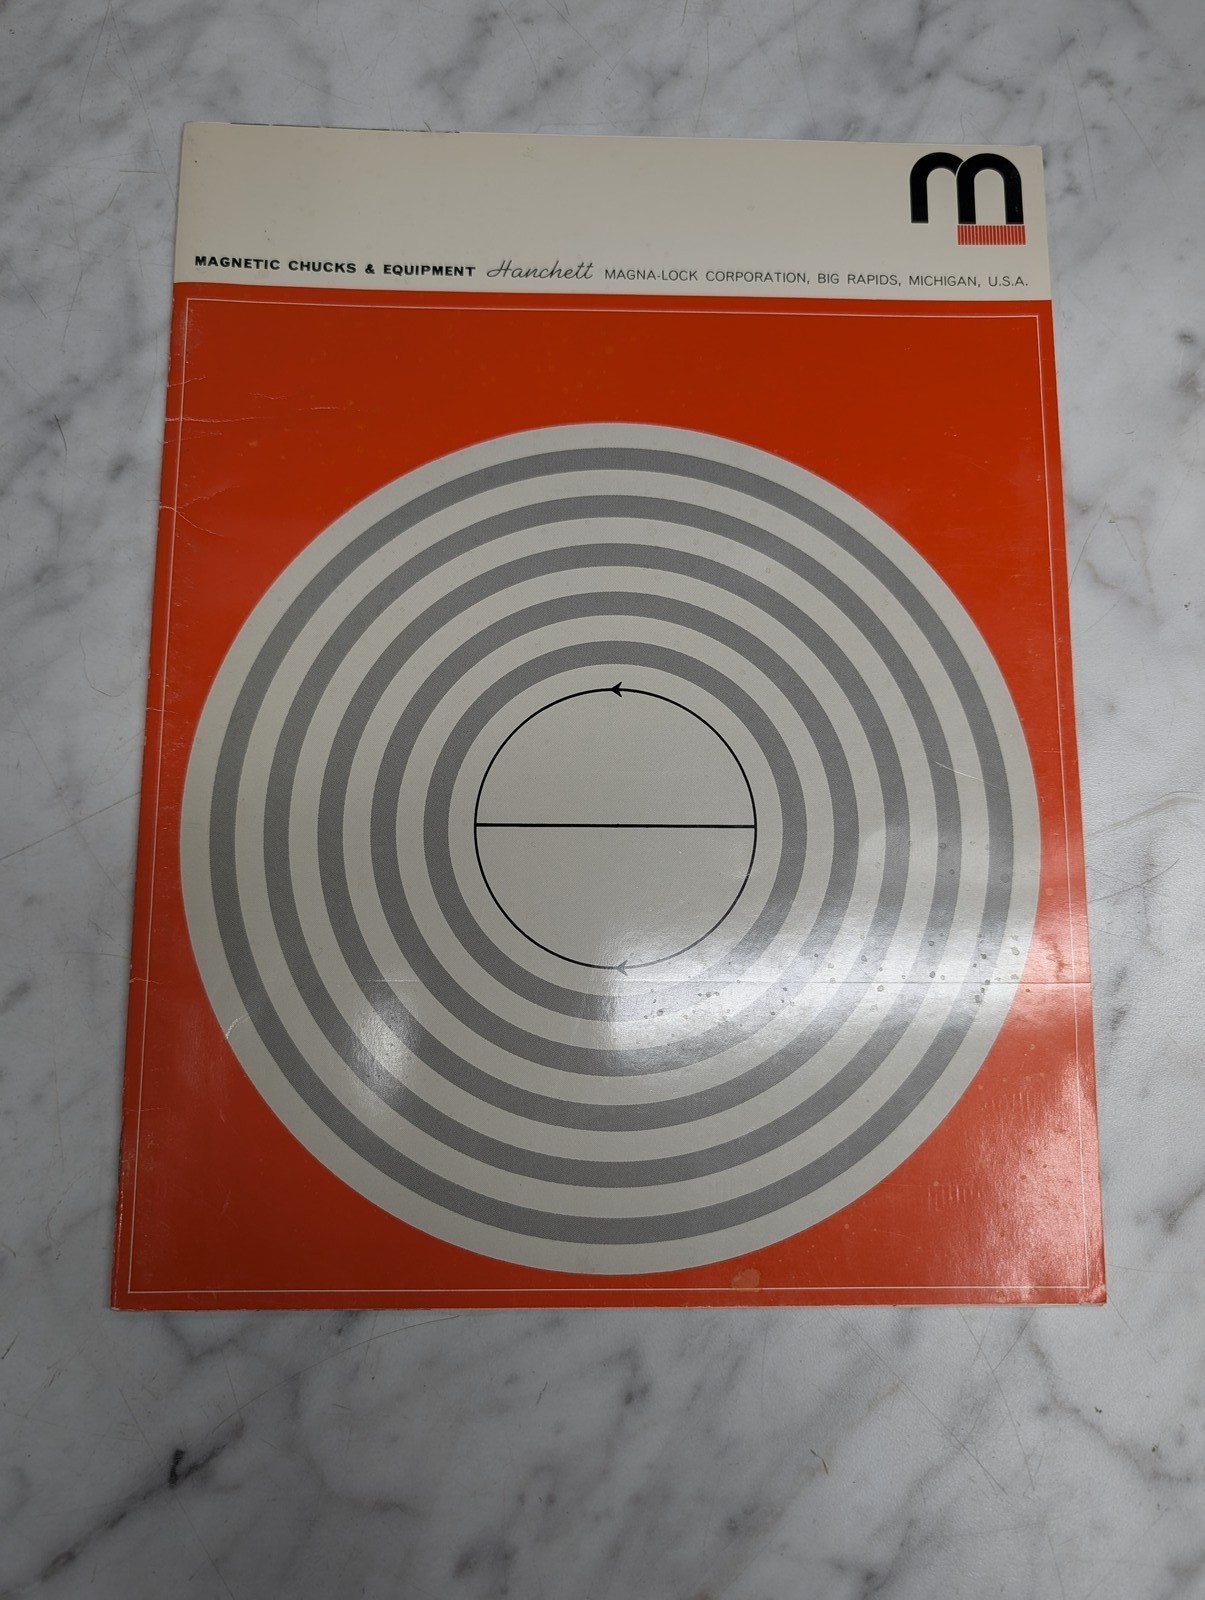 m
MAGNETIC CHUCKS & EQUIPMENT Hanchett MAGNA-LOCK CORPORATION, BIG RAPIDS, MICHIGAN, U.S.A.